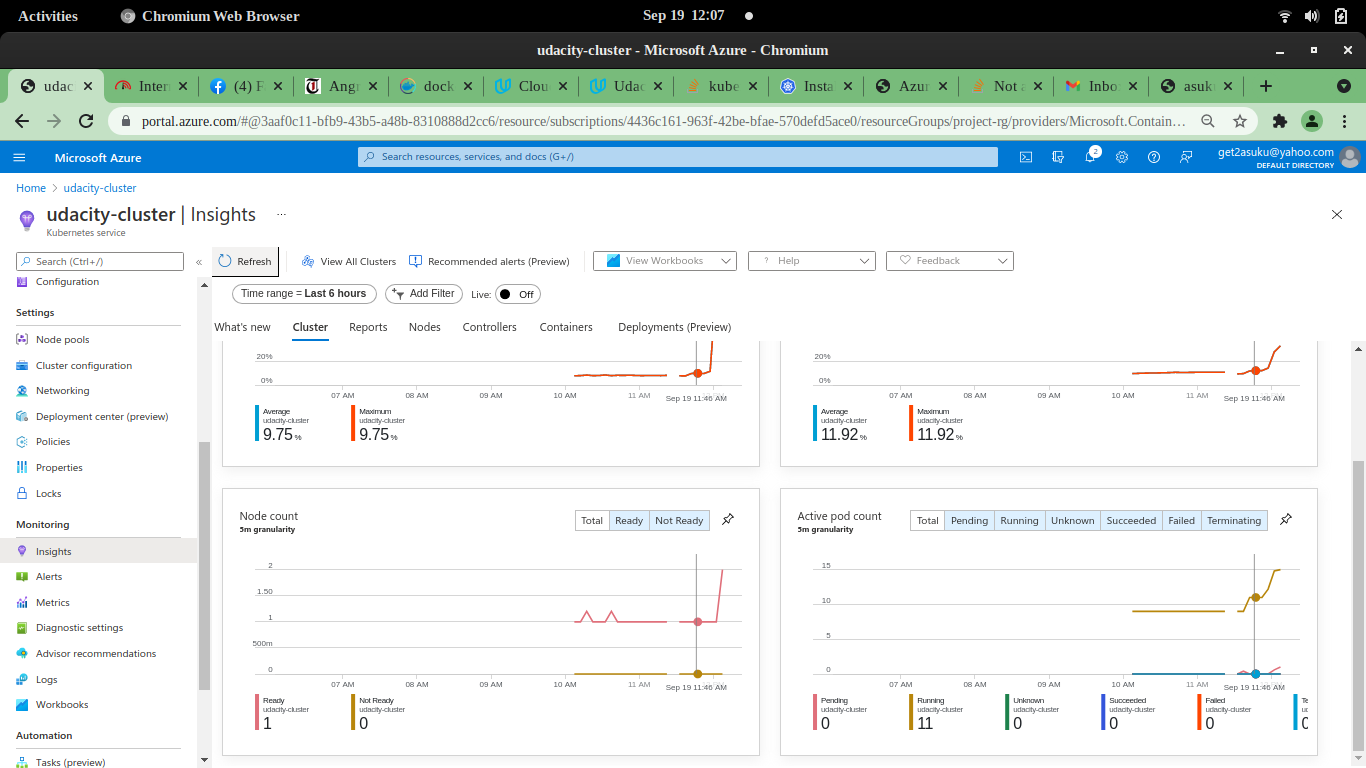 Activities
Chromium Web Browser
Sep 19 12:07
udacity-cluster - Microsoft Azure - Chromium
udac
Inter
(4) F
Angr
dock
Clou
Udac
kube
Insta
Azur
Not a
Inbo
asuk
portal.azure.com/#@3aaf0c11-bfb9-43b5-a48b-8310888d2cc6/resource/subscriptions/4436c161-963f-42be-bfae-570defd5ace0/resourceGroups/project-rg/providers/Microsoft.Contain…
Microsoft Azure
Search resources, services, and docs (G+/)
2
get2asuku@yahoo.com
DEFAULT DIRECTORY
Home > udacity-cluster
udacity-cluster | Insights ...
Kubernetes service
Search (Ctrl+/)
«
Configuration
Settings
Node pools
Cluster configuration
Networking
Deployment center (preview)
Policies
Properties
Locks
Monitoring
Insights
Alerts
Metrics
Diagnostic settings
Advisor recommendations
Logs
Workbooks
Automation
Tasks (preview)
Refresh
View All Clusters
Recommended alerts (Preview)
View Workbooks
? Help
Feedback
Time range = Last 6 hours
Add Filter
Live: Off
What's new
Cluster
Reports
Nodes
Controllers
Containers
Deployments (Preview)
20%
0%
07 AM 08 AM 09 AM 10 AM 11 AM Sep 19 11:46 AM
Average
udacity-cluster
9.75 %
Maximum
udacity-cluster
9.75 %
20%
0%
07 AM 08 AM 09 AM 10 AM 11 AM Sep 19 11:46 AM
Average
udacity-cluster
11.92 %
Maximum
udacity-cluster
11.92 %
Node count
5m granularity
Total Ready Not Ready
2
1.50
1
500m
0
07 AM 08 AM 09 AM 10 AM 11 AM Sep 19 11:46 AM
Ready
udacity-cluster
1
Not Ready
udacity-cluster
0
Active pod count
5m granularity
Total Pending Running Unknown Succeeded Failed Terminating
15
10
5
0
07 AM 08 AM 09 AM 10 AM 11 AM Sep 19 11:46 AM
Pending
udacity-cluster
0
Running
udacity-cluster
11
Unknown
udacity-cluster
0
Succeeded
udacity-cluster
0
Failed
udacity-cluster
0